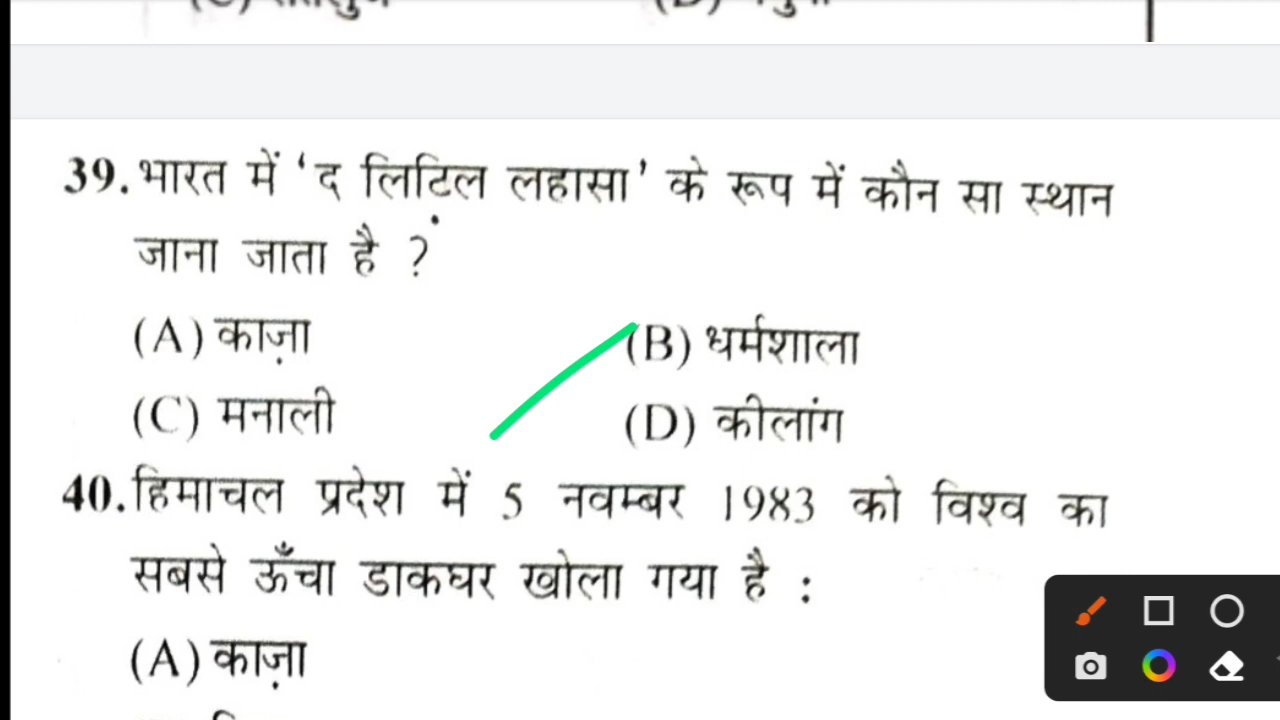 39. भारत में ‘द लिटिल लहासा’ के रूप में कौन सा स्थान
जाना जाता है ?
(A) काज़ा (B) धर्मशाला
(C) मनाली (D) कीलांग
40. हिमाचल प्रदेश में 5 नवम्बर 1983 को विश्व का
सबसे ऊँचा डाकघर खोला गया है :
(A) काज़ा